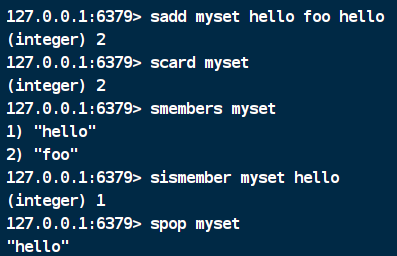 127.0.0.1:6379> sadd myset hello foo hello
(integer) 2
127.0.0.1:6379> scard myset
(integer) 2
127.0.0.1:6379> smembers myset
1) "hello"
2) "foo"
127.0.0.1:6379> sismember myset hello
(integer) 1
127.0.0.1:6379> spop myset
"hello"